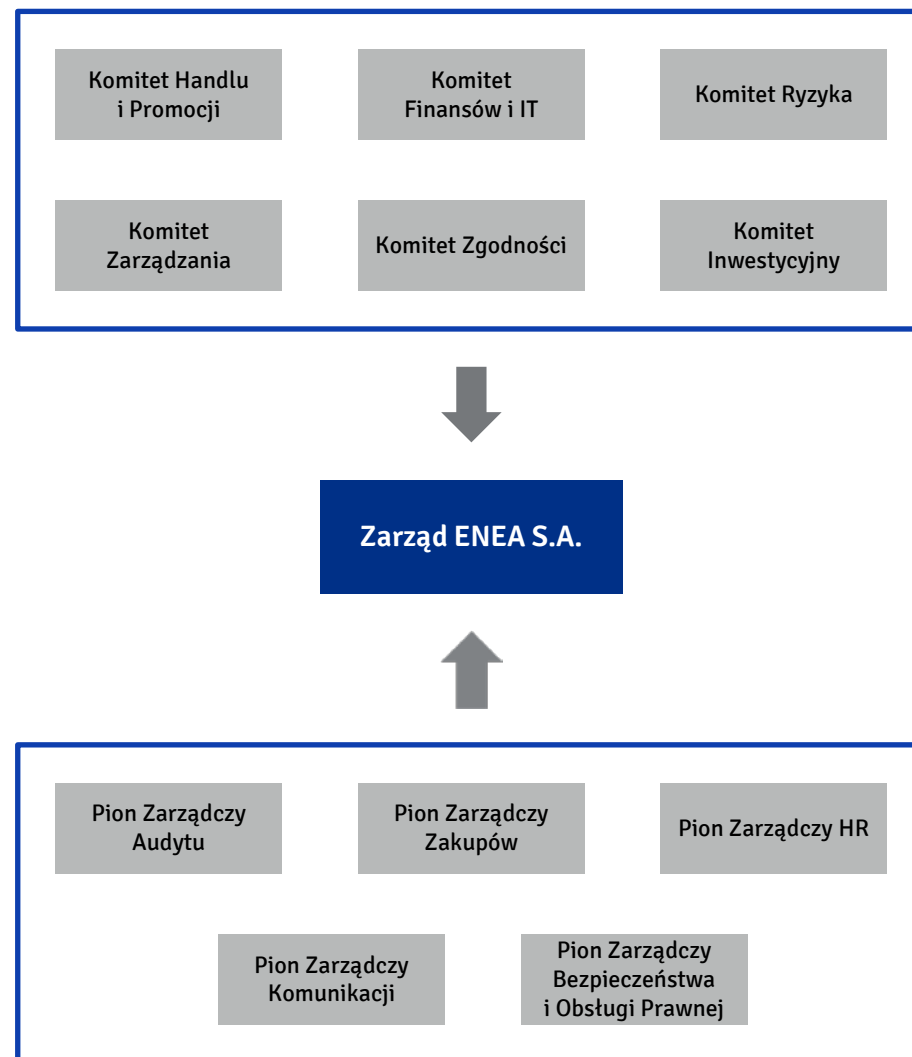 Komitet Handlu
i Promocji
Komitet
Finansów i IT
Komitet Ryzyka
Komitet
Zarządzania
Komitet Zgodności
Komitet
Inwestycyjny
Zarząd ENEA S.A.
Pion Zarządczy
Audytu
Pion Zarządczy
Zakupów
Pion Zarządczy HR
Pion Zarządczy
Komunikacji
Pion Zarządczy
Bezpieczeństwa
i Obsługi Prawnej